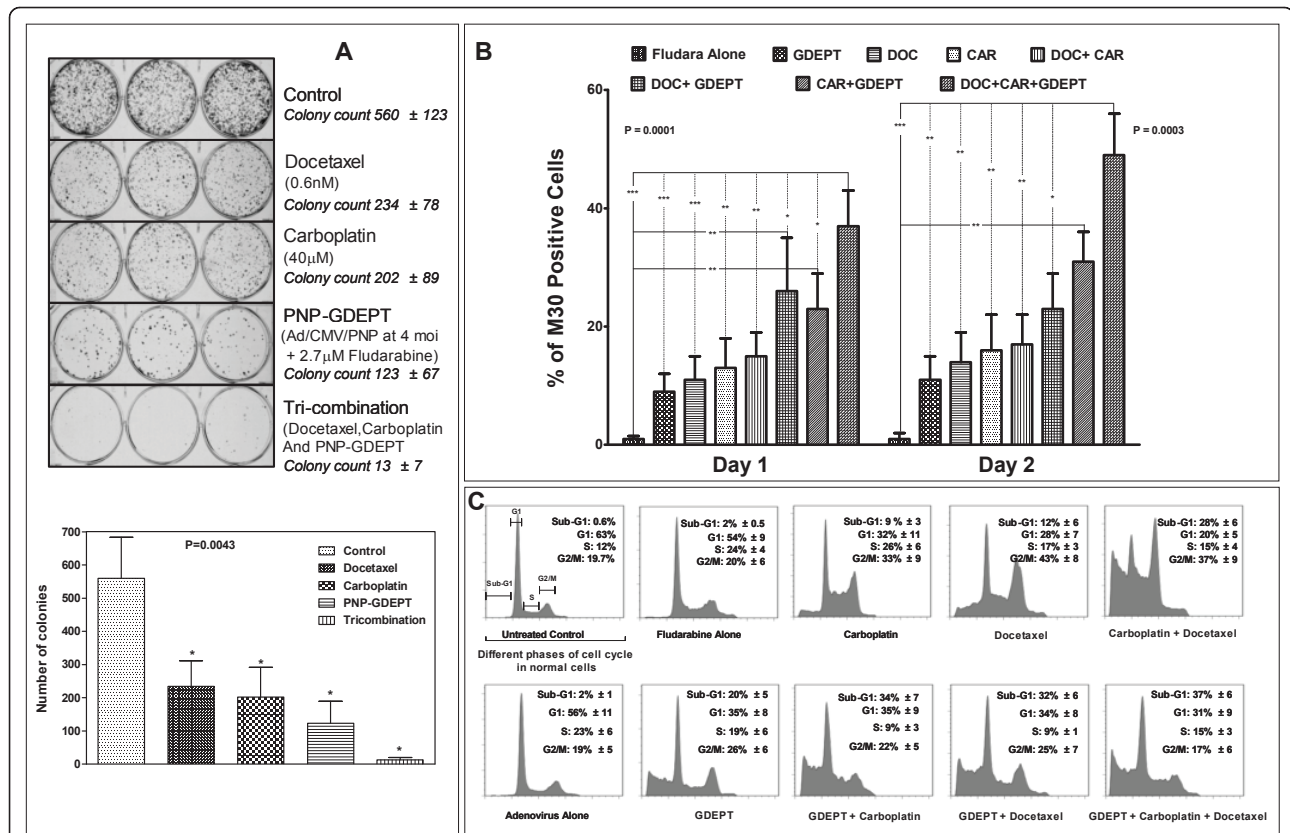 A
Control
Colony count 560 ± 123
Docetaxel
(0.6nM)
Colony count 234 ± 78
Carboplatin
(40µM)
Colony count 202 ± 89
PNP-GDEPT
(Ad/CMV/PNP at 4 moi
+ 2.7µM Fludarabine)
Colony count 123 ± 67
Tri-combination
(Docetaxel,Carboplatin
And PNP-GDEPT
Colony count 13 ± 7
Number of colonies
700
600
500
400
300
200
100
0
P=0.0043
* * * *
Control
Docetaxel
Carboplatin
PNP-GDEPT
Tricombination
B
Fludara Alone GDEPT DOC CAR DOC+ CAR
DOC+ GDEPT CAR+GDEPT DOC+CAR+GDEPT
% of M30 Positive Cells
60
40
20
0
P = 0.0001
*** *** *** ** ** * *
**
**
P = 0.0003
*** ** ** ** ** *
**
Day 1 Day 2
C
G1
Sub-G1
S
G2/M
Sub-G1: 0.6%
G1: 63%
S: 12%
G2/M: 19.7%
Untreated Control
Different phases of cell cycle
in normal cells
Sub-G1: 2% ± 0.5
G1: 54% ± 9
S: 24% ± 4
G2/M: 20% ± 6
Fludarabine Alone
Sub-G1: 9 % ± 3
G1: 32% ± 11
S: 26% ± 6
G2/M: 33% ± 9
Carboplatin
Sub-G1: 12% ± 6
G1: 28% ± 7
S: 17% ± 3
G2/M: 43% ± 8
Docetaxel
Sub-G1: 28% ± 6
G1: 20% ± 5
S: 15% ± 4
G2/M: 37% ± 9
Carboplatin + Docetaxel
Sub-G1: 2% ± 1
G1: 56% ± 11
S: 23% ± 6
G2/M: 19% ± 5
Adenovirus Alone
Sub-G1: 20% ± 5
G1: 35% ± 8
S: 19% ± 6
G2/M: 26% ± 6
GDEPT
Sub-G1: 34% ± 7
G1: 35% ± 9
S: 9% ± 3
G2/M: 22% ± 5
GDEPT + Carboplatin
Sub-G1: 32% ± 6
G1: 34% ± 8
S: 9% ± 1
G2/M: 25% ± 7
GDEPT + Docetaxel
Sub-G1: 37% ± 6
G1: 31% ± 9
S: 15% ± 3
G2/M: 17% ± 6
GDEPT + Carboplatin + Docetaxel